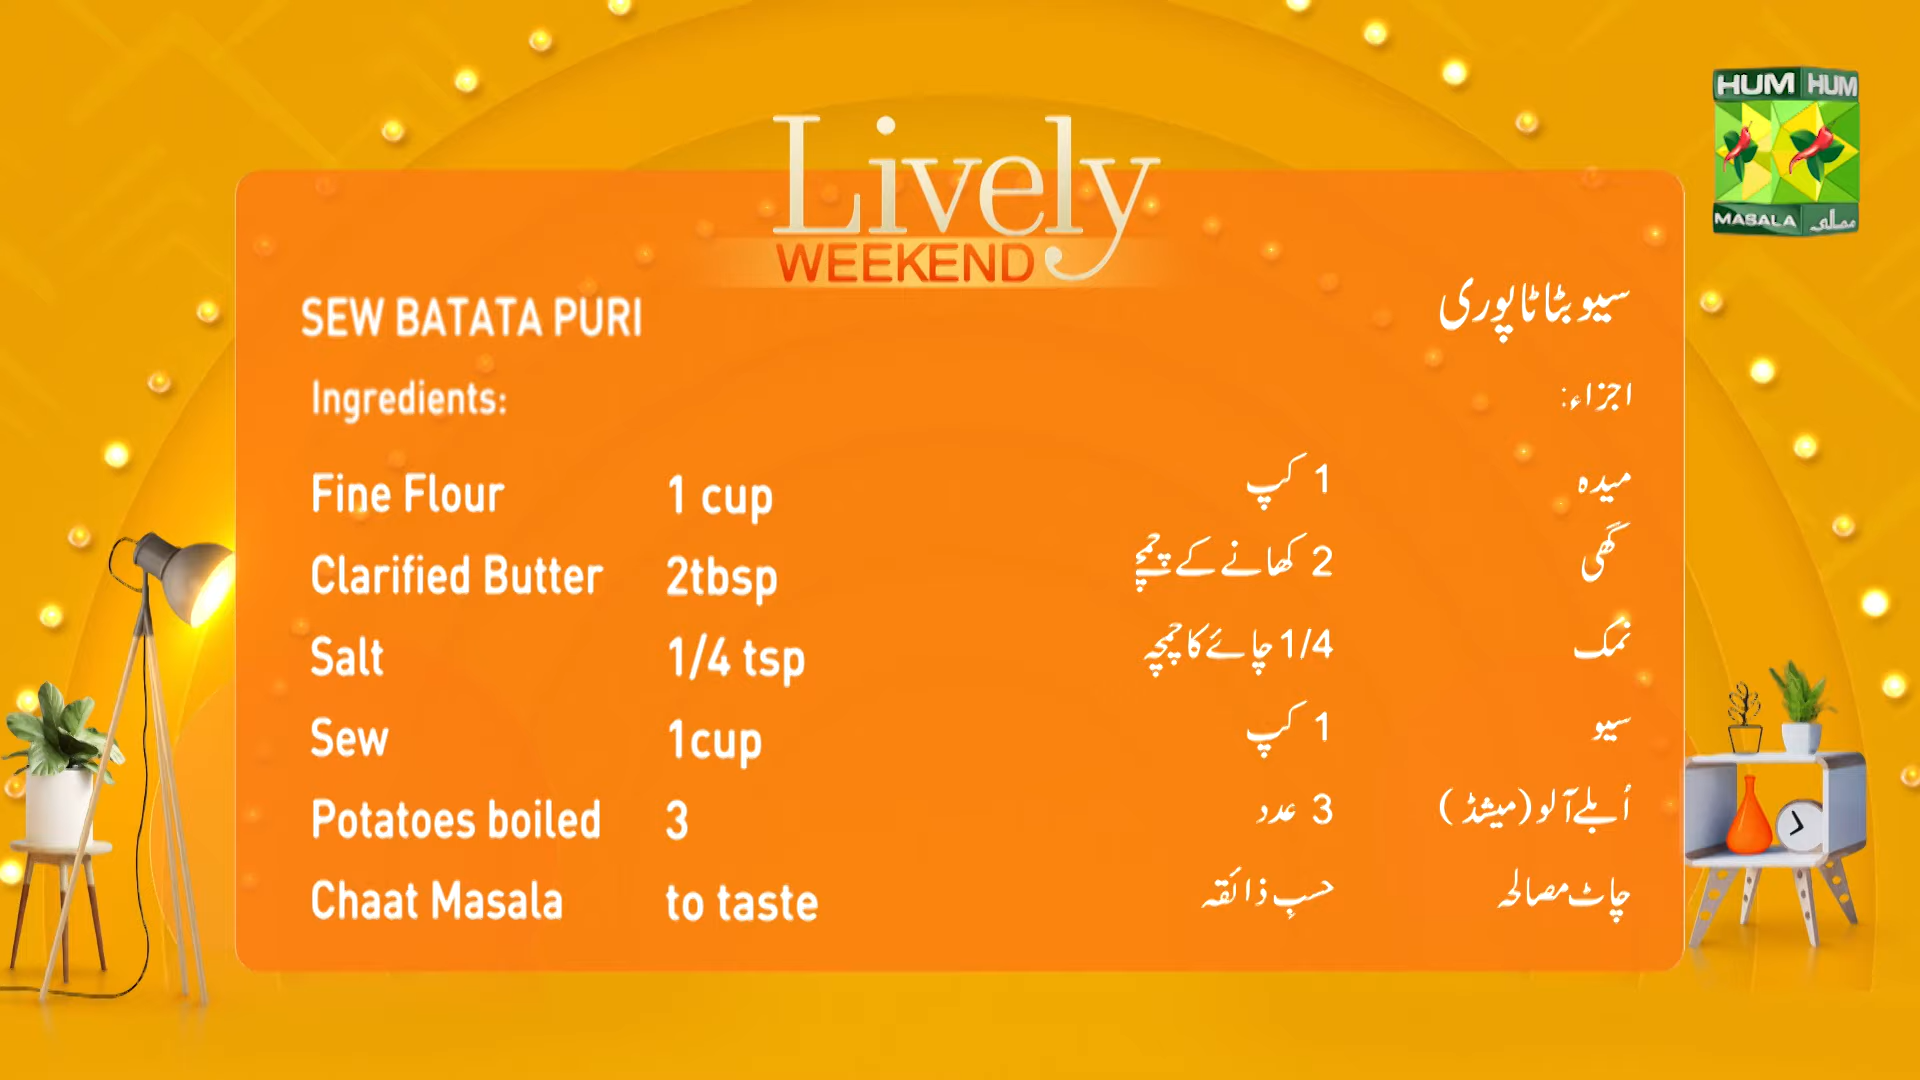 HUM HUM
MASALA مصالحہ
Lively
WEEKEND
SEW BATATA PURI سیو بٹاٹا پوری
Ingredients: اجزاء:
Fine Flour 1 cup 1 کپ میدہ
Clarified Butter 2tbsp 2 کھانے کے چمچے گھی
Salt 1/4 tsp 1/4 چائے کا چمچہ نمک
Sew 1cup 1 کپ سیو
Potatoes boiled 3 3 عدد اُبلے آلو (میشڈ)
Chaat Masala to taste حسبِ ذائقہ چاٹ مصالحہ